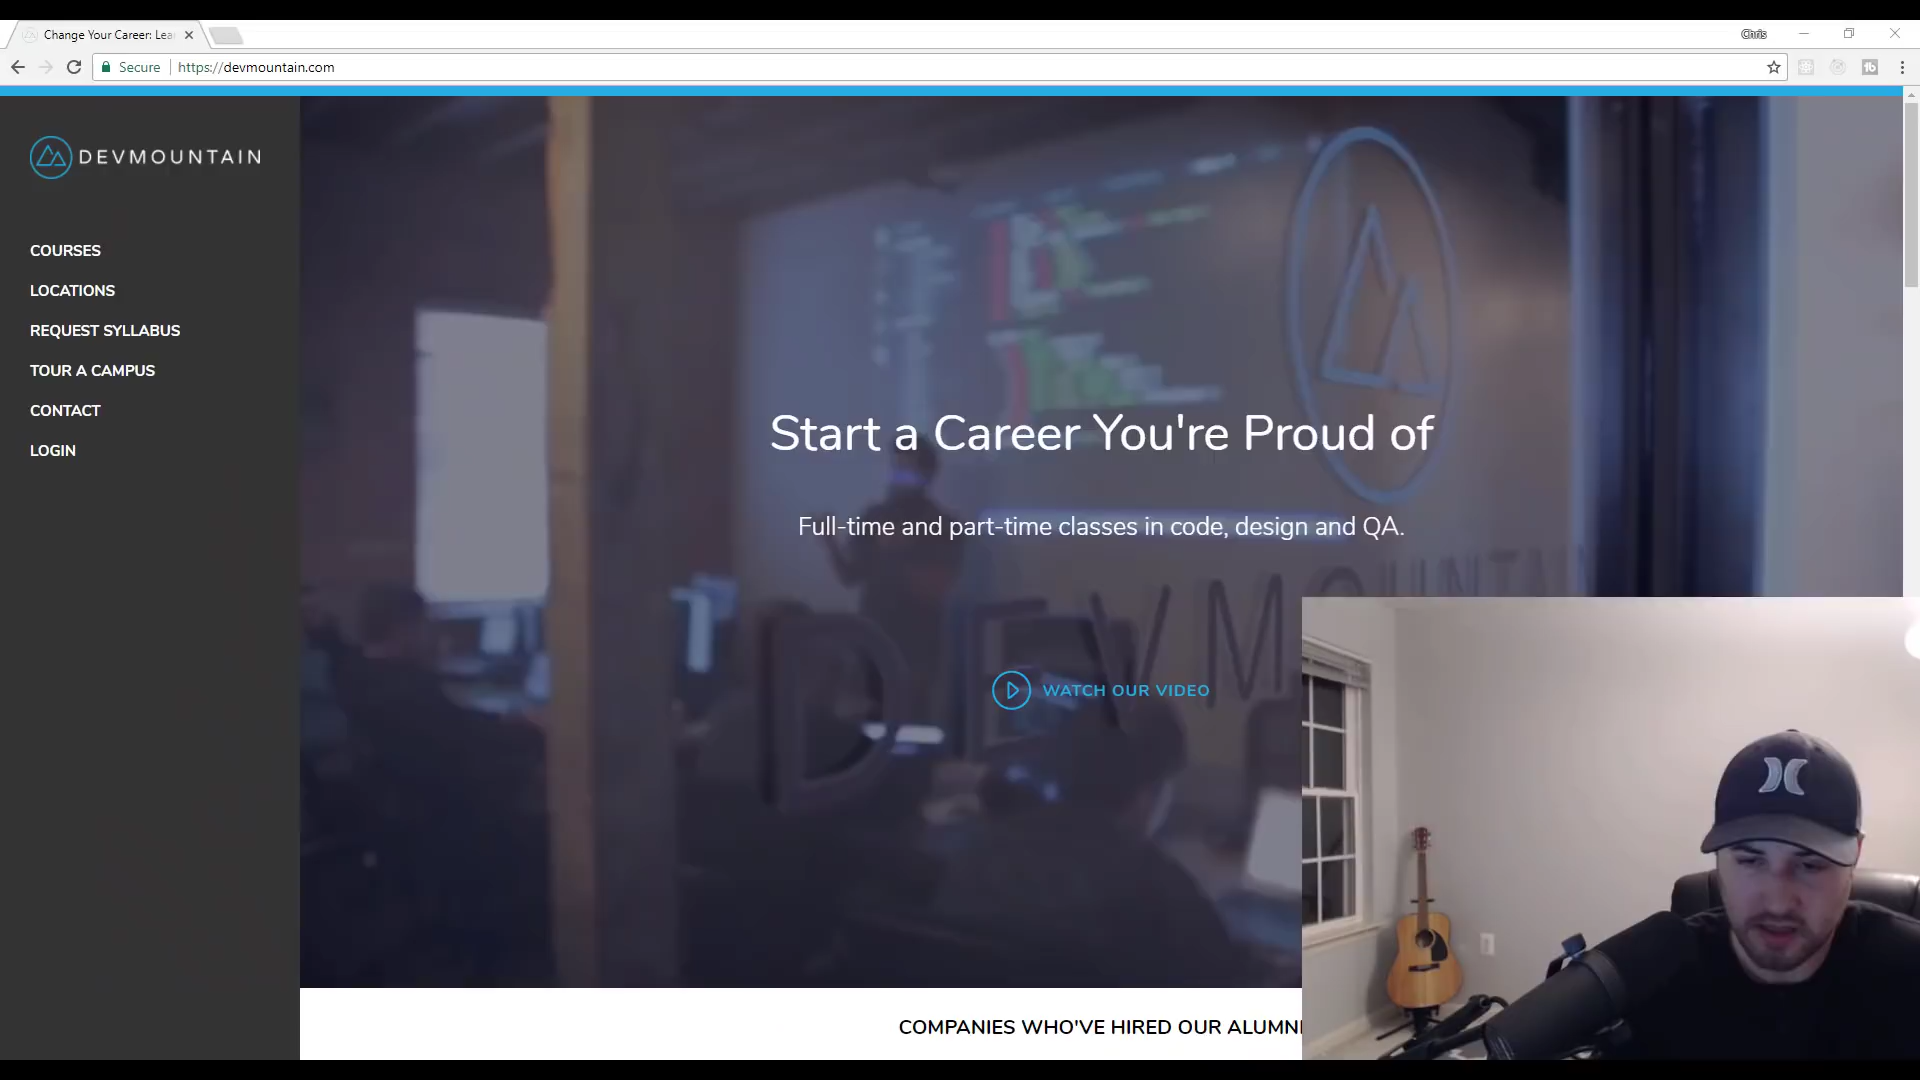 Change Your Career: Lea
Chris
Secure
https://devmountain.com
DEVMOUNTAIN
COURSES
LOCATIONS
REQUEST SYLLABUS
TOUR A CAMPUS
CONTACT
LOGIN
Start a Career You're Proud of
Full-time and part-time classes in code, design and QA.
DEVMOUNTAIN
WATCH OUR VIDEO
COMPANIES WHO'VE HIRED OUR ALUMNI